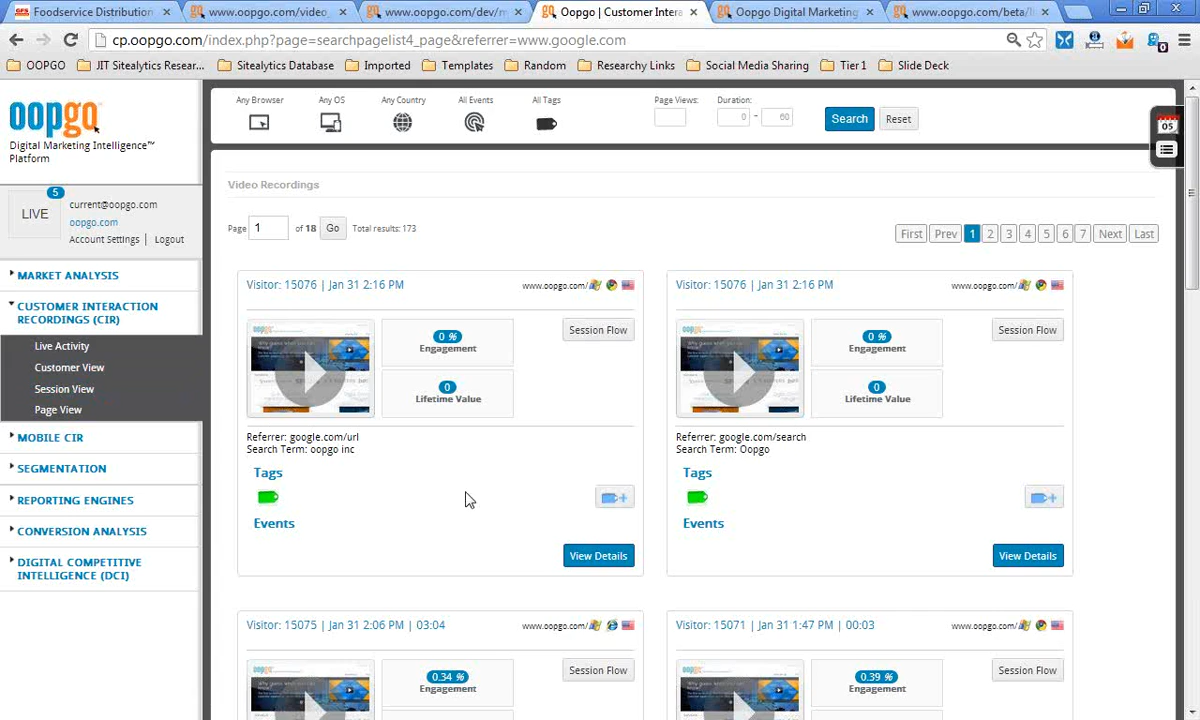 Foodservice Distribution
www.oopgo.com/video_
www.oopgo.com/dev/m
Oopgo | Customer Intera
Oopgo Digital Marketing
www.oopgo.com/beta/l
cp.oopgo.com/index.php?page=searchpagelist4_page&referrer=www.google.com
0
OOPGO
JIT Sitealytics Resear...
Sitealytics Database
Imported
Templates
Random
Researchy Links
Social Media Sharing
Tier 1
Slide Deck
oopgo
Digital Marketing Intelligence™
Platform
5
LIVE
current@oopgo.com
oopgo.com
Account Settings | Logout
MARKET ANALYSIS
CUSTOMER INTERACTION
RECORDINGS (CIR)
Live Activity
Customer View
Session View
Page View
MOBILE CIR
SEGMENTATION
REPORTING ENGINES
CONVERSION ANALYSIS
DIGITAL COMPETITIVE
INTELLIGENCE (DCI)
Any Browser
Any OS
Any Country
All Events
All Tags
Page Views:
Duration:
0 - 60
Search
Reset
05
Video Recordings
Page 1 of 18 Go Total results: 173
First Prev 1 2 3 4 5 6 7 Next Last
Visitor: 15076 | Jan 31 2:16 PM
www.oopgo.com/
0 %
Engagement
Session Flow
0
Lifetime Value
Referrer: google.com/url
Search Term: oopgo inc
Tags
Events
View Details
Visitor: 15076 | Jan 31 2:16 PM
www.oopgo.com/
0 %
Engagement
Session Flow
0
Lifetime Value
Referrer: google.com/search
Search Term: Oopgo
Tags
Events
View Details
Visitor: 15075 | Jan 31 2:06 PM | 03:04
www.oopgo.com/
0.34 %
Engagement
Session Flow
Visitor: 15071 | Jan 31 1:47 PM | 00:03
www.oopgo.com/
0.39 %
Engagement
Session Flow